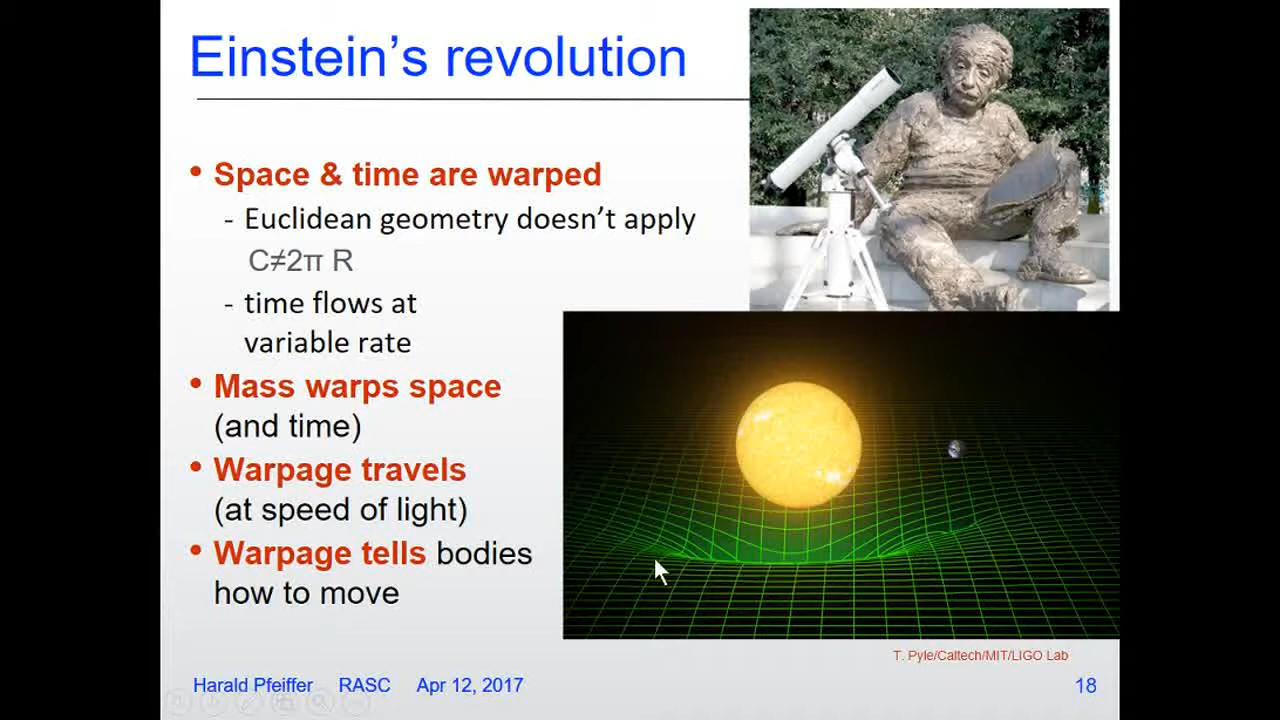 Einstein’s revolution
• Space & time are warped
- Euclidean geometry doesn’t apply
C≠2π R
- time flows at
variable rate
• Mass warps space
(and time)
• Warpage travels
(at speed of light)
• Warpage tells bodies
how to move
T. Pyle/Caltech/MIT/LIGO Lab
Harald Pfeiffer RASC Apr 12, 2017 18